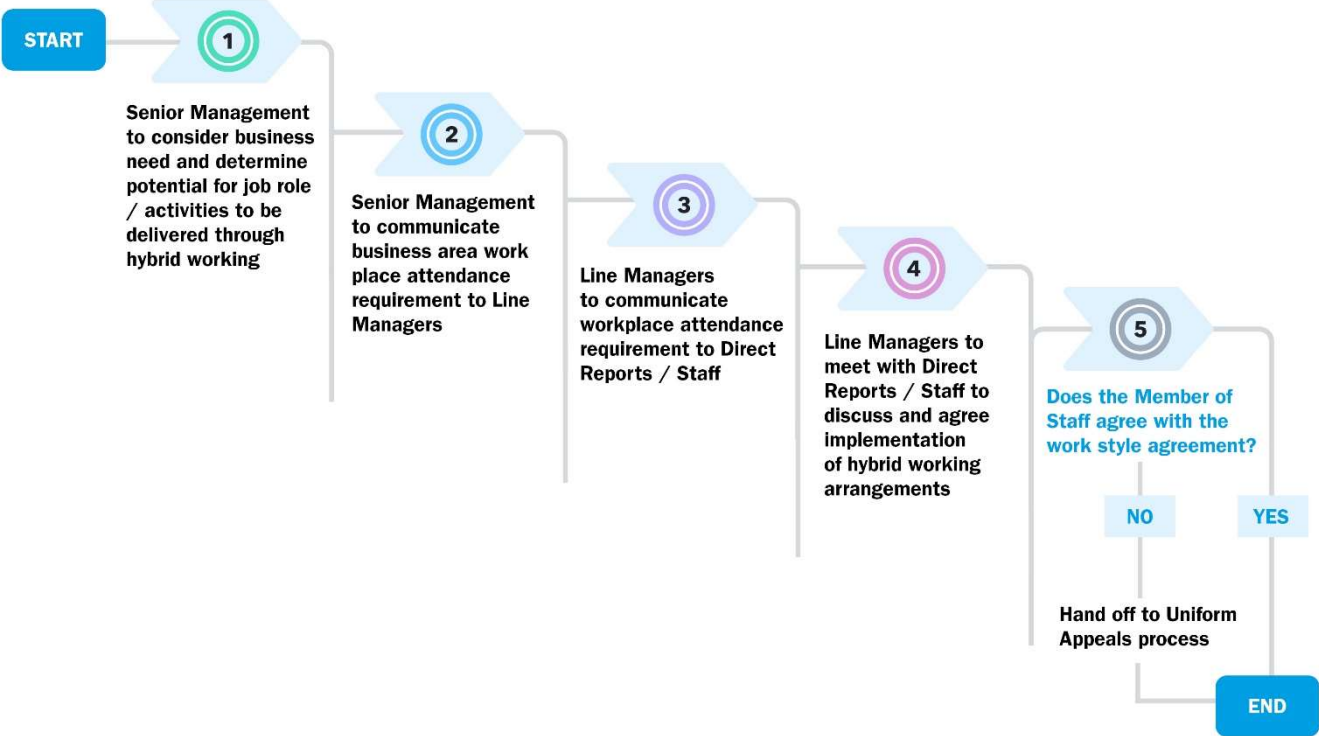 START
1
Senior Management
to consider business
need and determine
potential for job role
/ activities to be
delivered through
hybrid working
2
Senior Management
to communicate
business area work
place attendance
requirement to Line
Managers
3
Line Managers
to communicate
workplace attendance
requirement to Direct
Reports / Staff
4
Line Managers to
meet with Direct
Reports / Staff to
discuss and agree
implementation
of hybrid working
arrangements
5
Does the Member of
Staff agree with the
work style agreement?
NO
YES
Hand off to Uniform
Appeals process
END